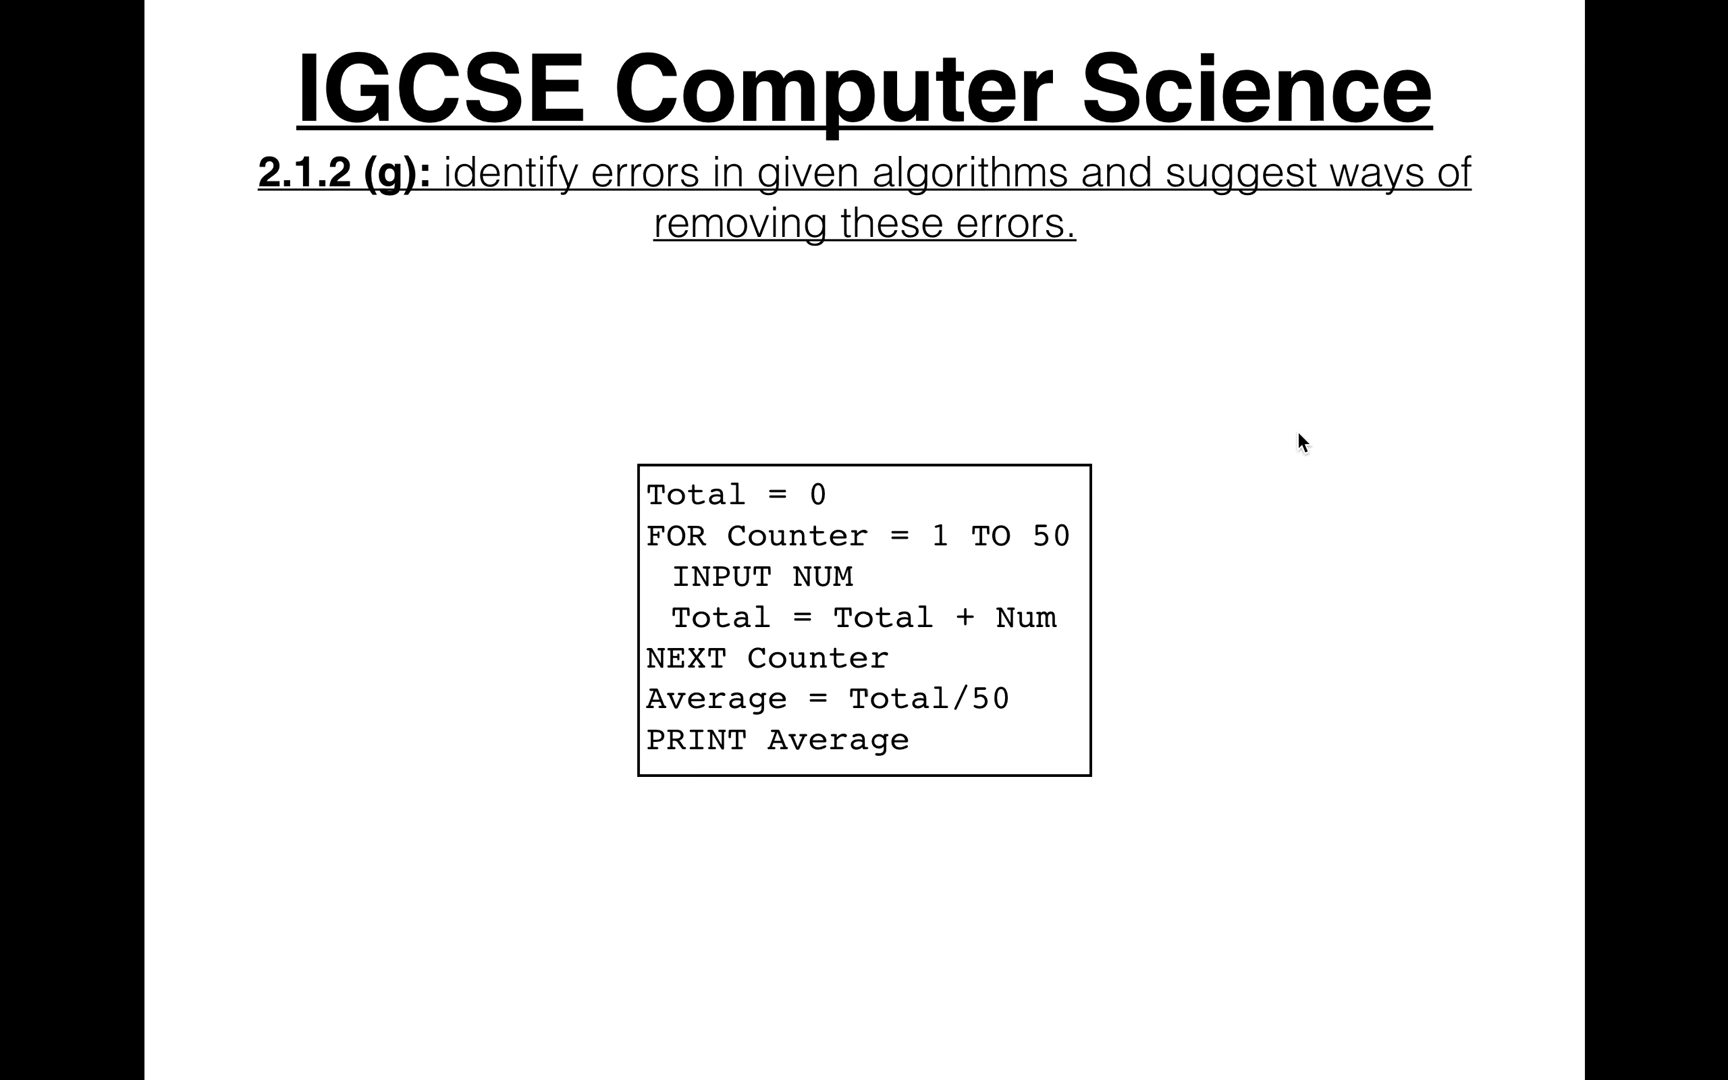 IGCSE Computer Science
2.1.2 (g): identify errors in given algorithms and suggest ways of
removing these errors.
Total = 0
FOR Counter = 1 TO 50
INPUT NUM
Total = Total + Num
NEXT Counter
Average = Total/50
PRINT Average